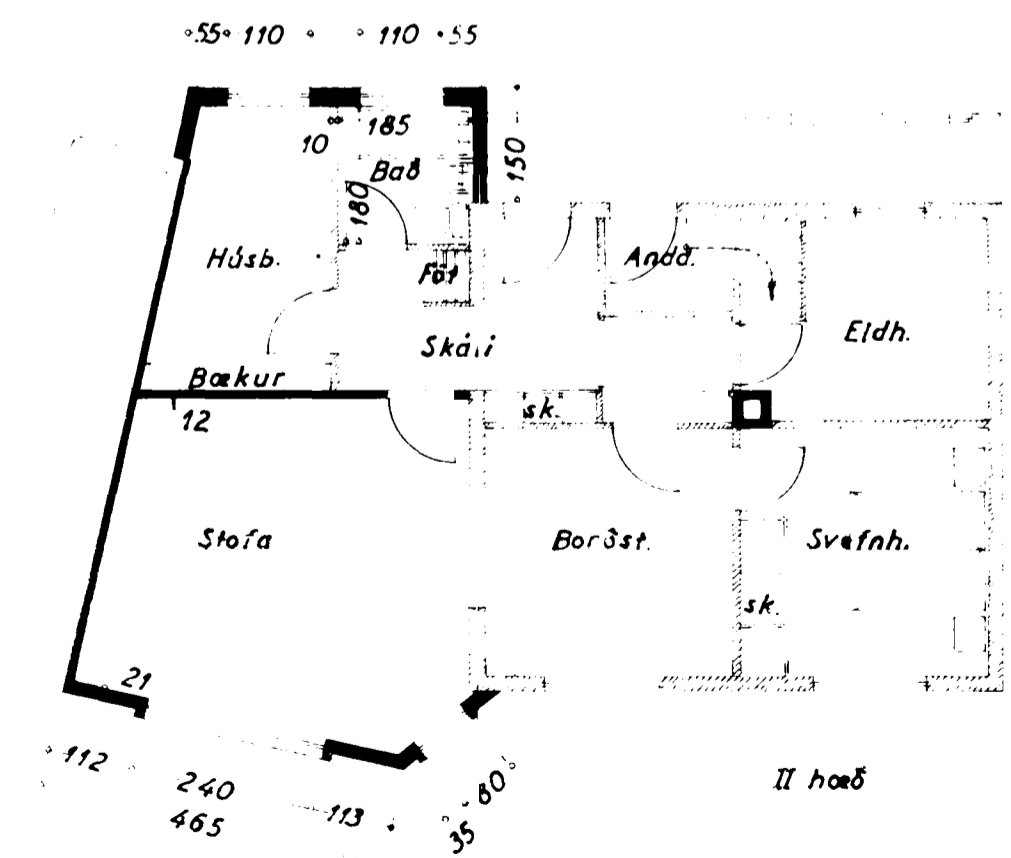 55 110 110 55
10 185
Bað
150
180
Húsb.
Föt
Andd.
Skáli
Eldh.
Bækur
12
sk.
Stofa
Borðst.
Svefnh.
sk.
21
112
240
465
113
35
80
II hæð